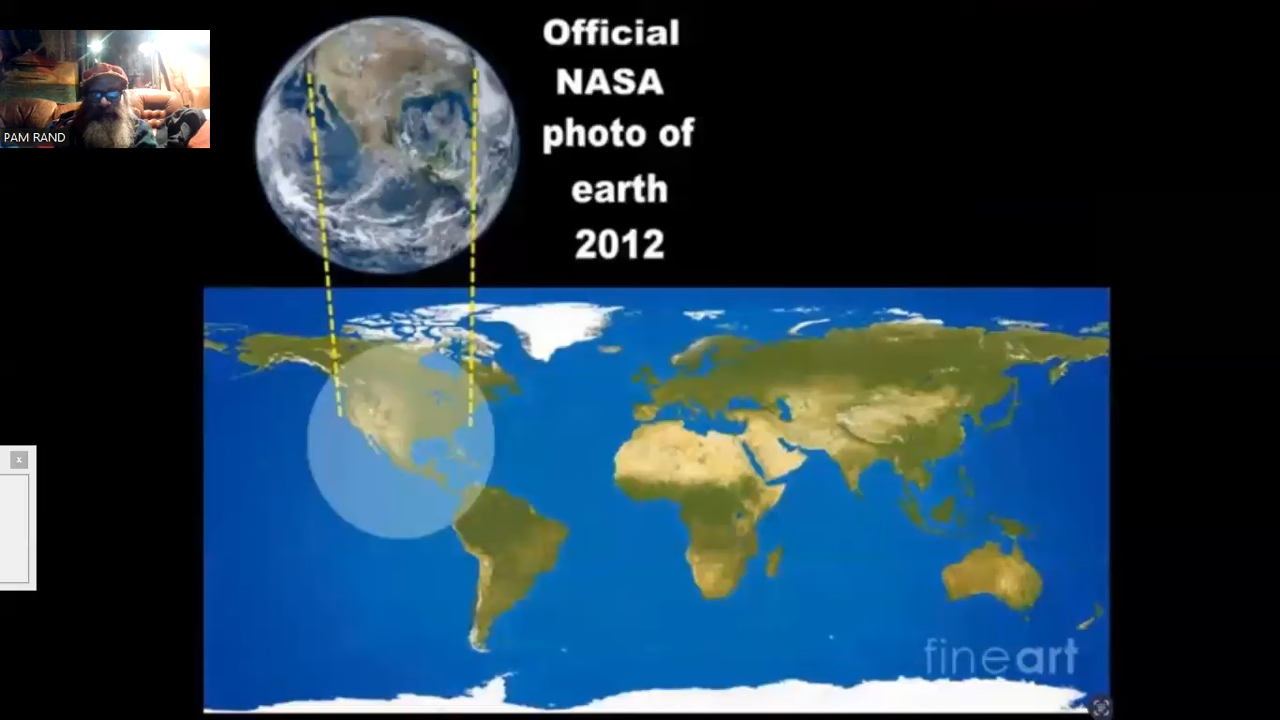 Official
NASA
photo of
earth
2012
PAM RAND
x
fineart